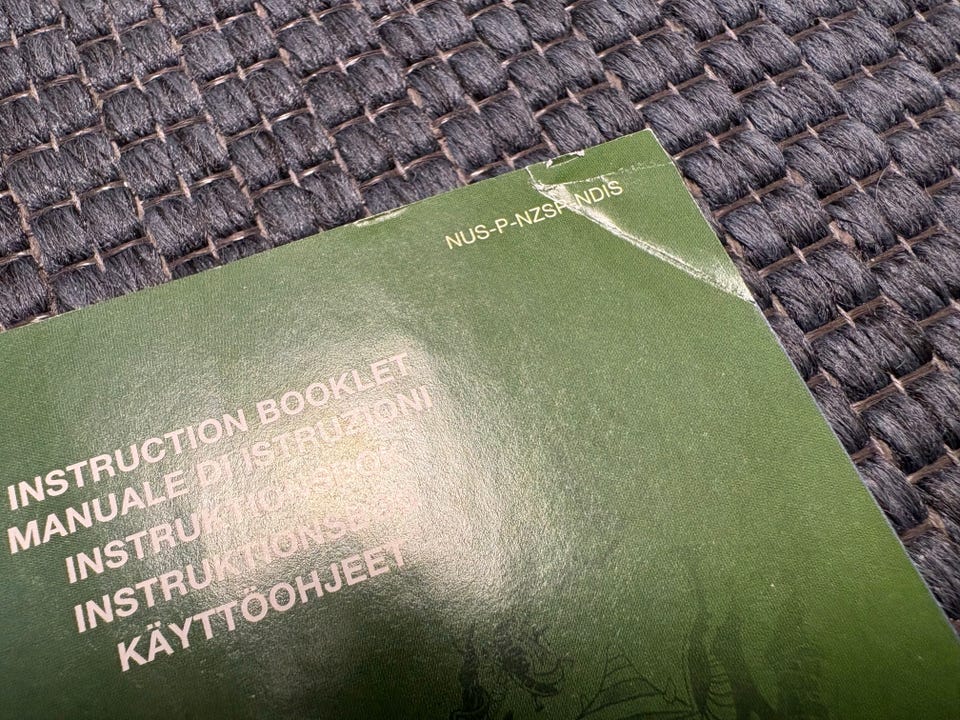 NUS-P-NZSP-NDIS
INSTRUCTION BOOKLET
MANUALE DI ISTRUZIONI
INSTRUKTIONSBOK
INSTRUKTIONSBOG
KÄYTTÖOHJEET